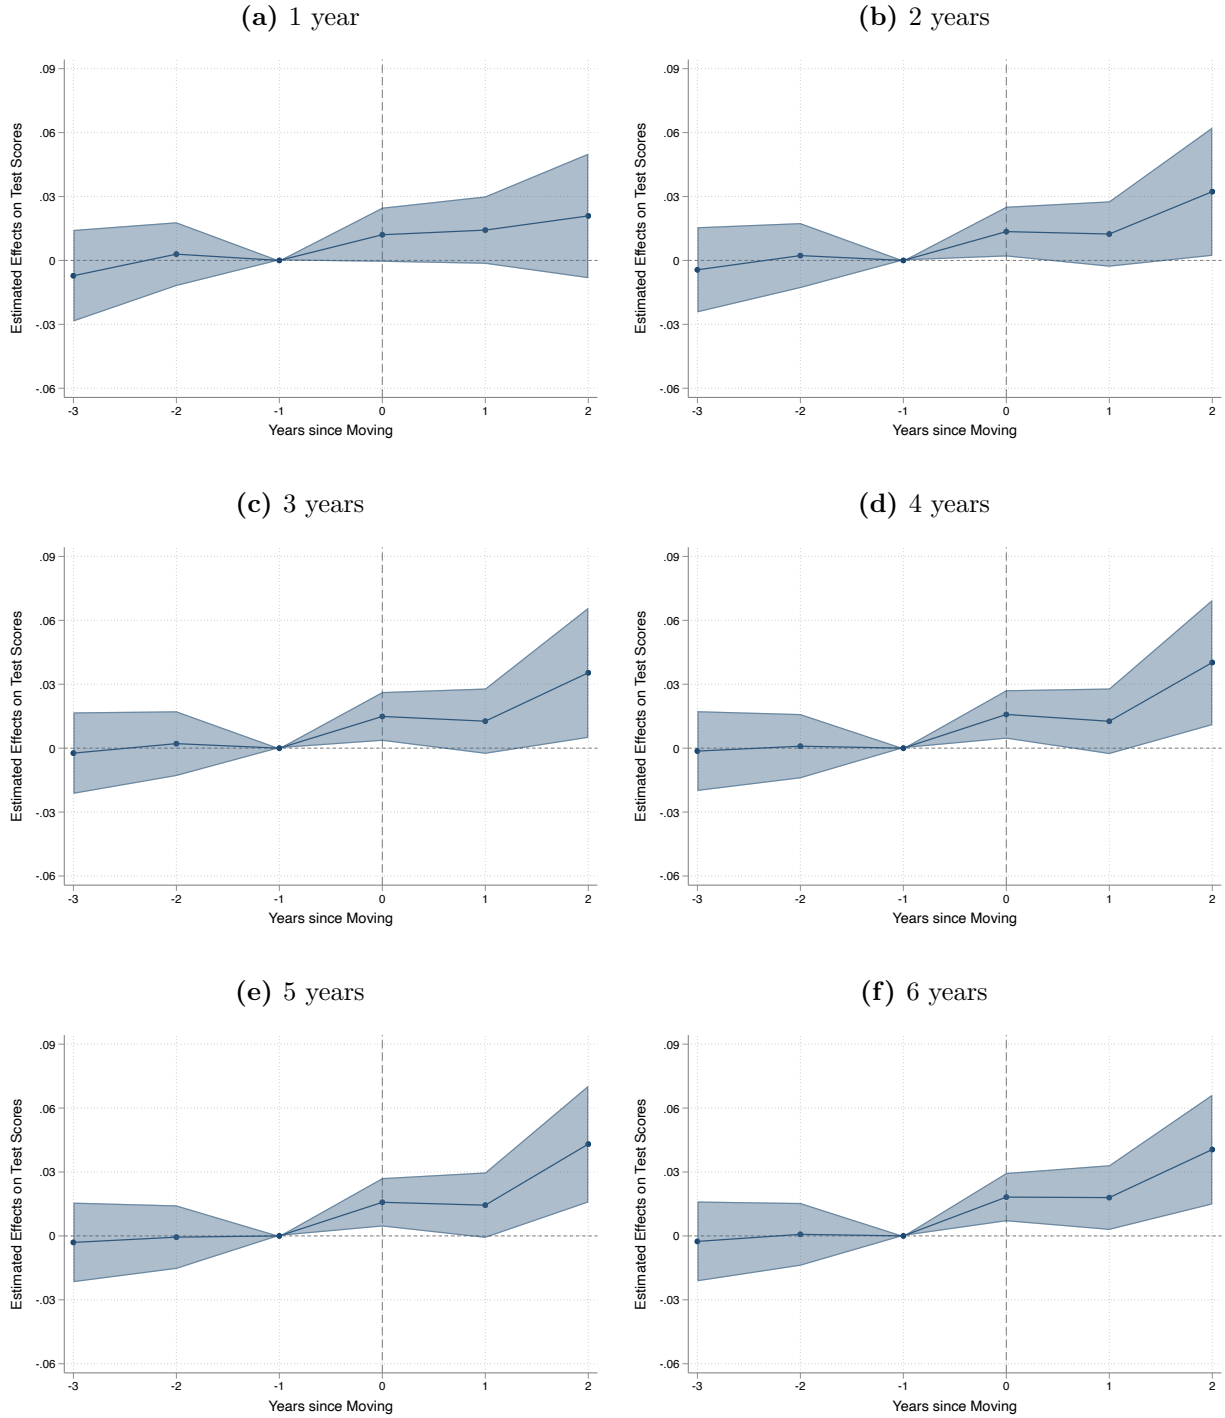 (a) 1 year
Estimated Effects on Test Scores
.09
.06
.03
0
-.03
-.06
-3 -2 -1 0 1 2
Years since Moving
(b) 2 years
Estimated Effects on Test Scores
.09
.06
.03
0
-.03
-.06
-3 -2 -1 0 1 2
Years since Moving
(c) 3 years
Estimated Effects on Test Scores
.09
.06
.03
0
-.03
-.06
-3 -2 -1 0 1 2
Years since Moving
(d) 4 years
Estimated Effects on Test Scores
.09
.06
.03
0
-.03
-.06
-3 -2 -1 0 1 2
Years since Moving
(e) 5 years
Estimated Effects on Test Scores
.09
.06
.03
0
-.03
-.06
-3 -2 -1 0 1 2
Years since Moving
(f) 6 years
Estimated Effects on Test Scores
.09
.06
.03
0
-.03
-.06
-3 -2 -1 0 1 2
Years since Moving